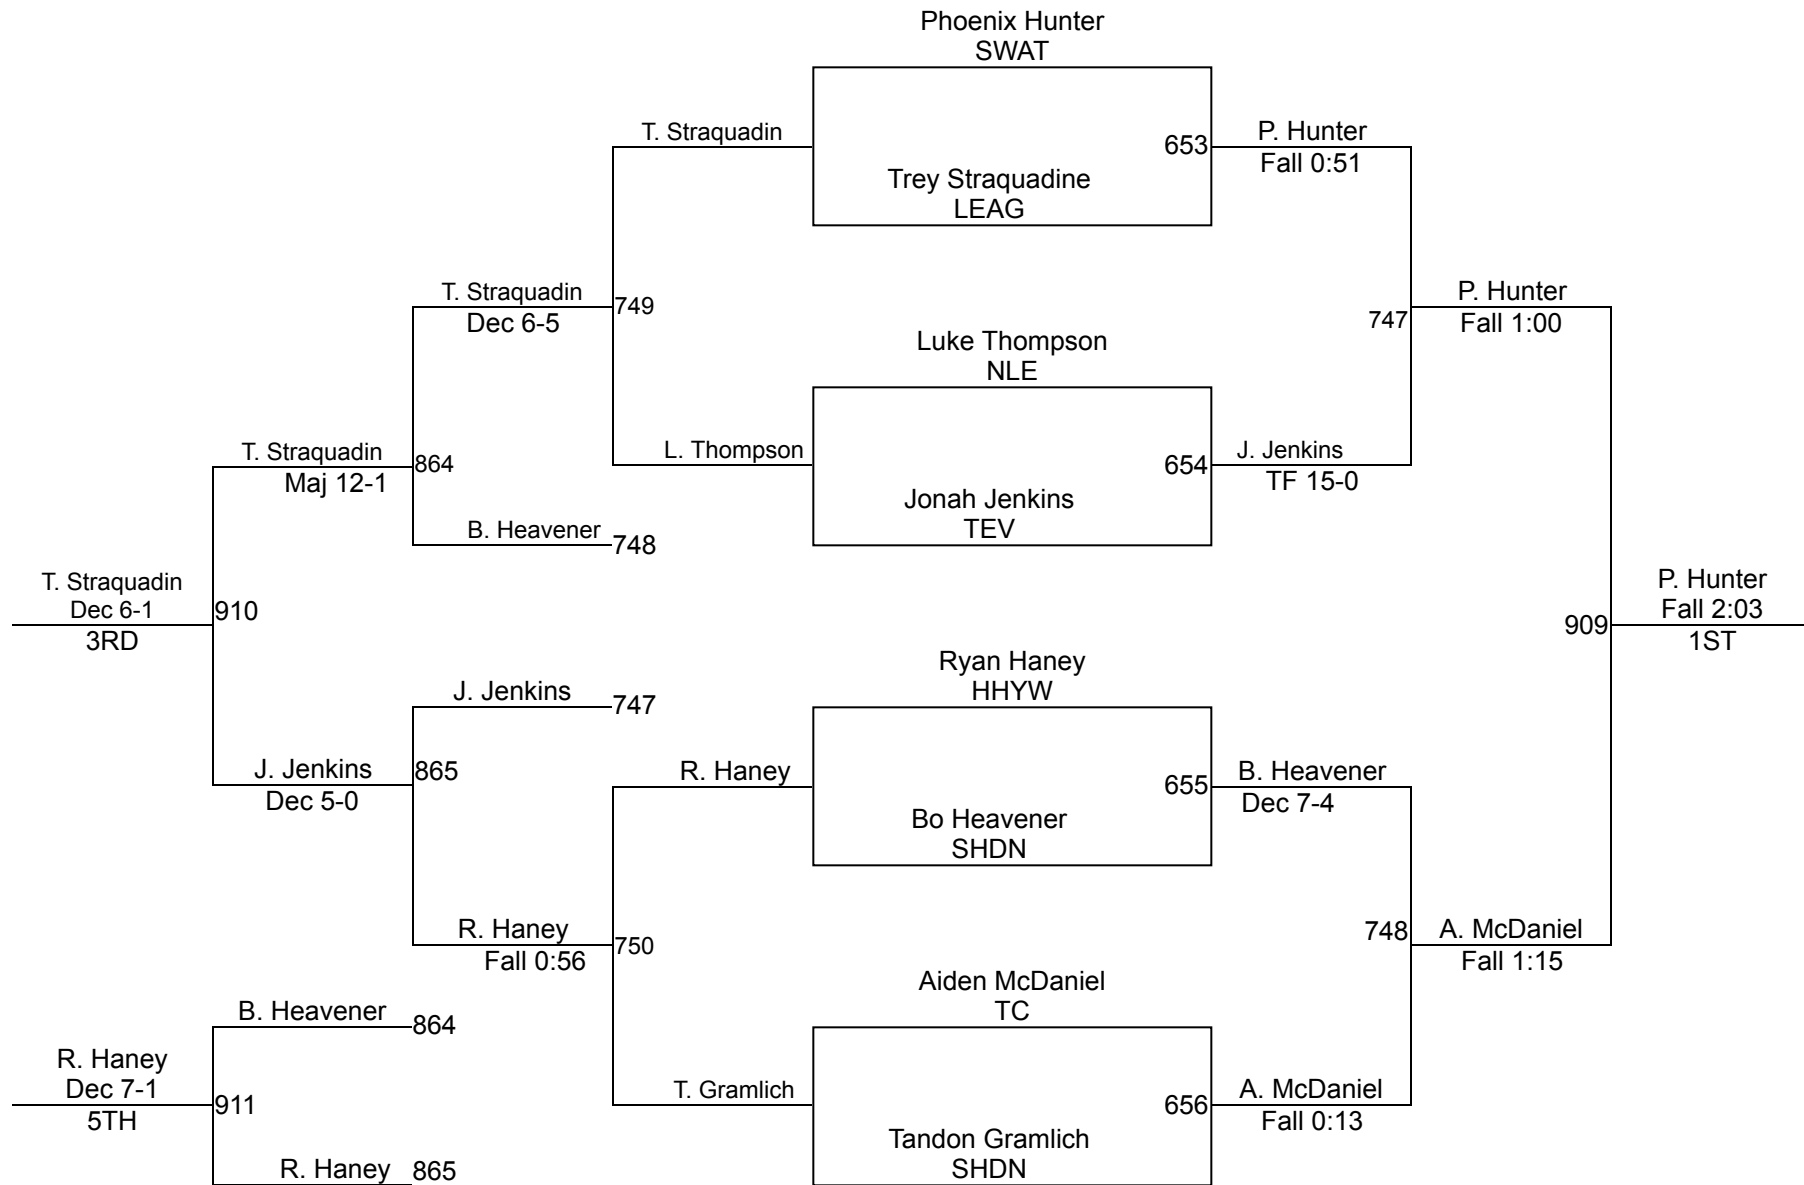 Phoenix Hunter
SWAT
T. Straquadin
653
P. Hunter
Fall 0:51
Trey Straquadine
LEAG
T. Straquadin
Dec 6-5
749
747
P. Hunter
Fall 1:00
Luke Thompson
NLE
T. Straquadin
Maj 12-1
864
L. Thompson
654
J. Jenkins
TF 15-0
Jonah Jenkins
TEV
B. Heavener
748
T. Straquadin
Dec 6-1
3RD
910
909
P. Hunter
Fall 2:03
1ST
Ryan Haney
HHYW
J. Jenkins
747
J. Jenkins
Dec 5-0
865
R. Haney
655
B. Heavener
Dec 7-4
Bo Heavener
SHDN
R. Haney
Fall 0:56
750
748
A. McDaniel
Fall 1:15
Aiden McDaniel
TC
B. Heavener
864
R. Haney
Dec 7-1
5TH
911
T. Gramlich
656
A. McDaniel
Fall 0:13
Tandon Gramlich
SHDN
R. Haney
865